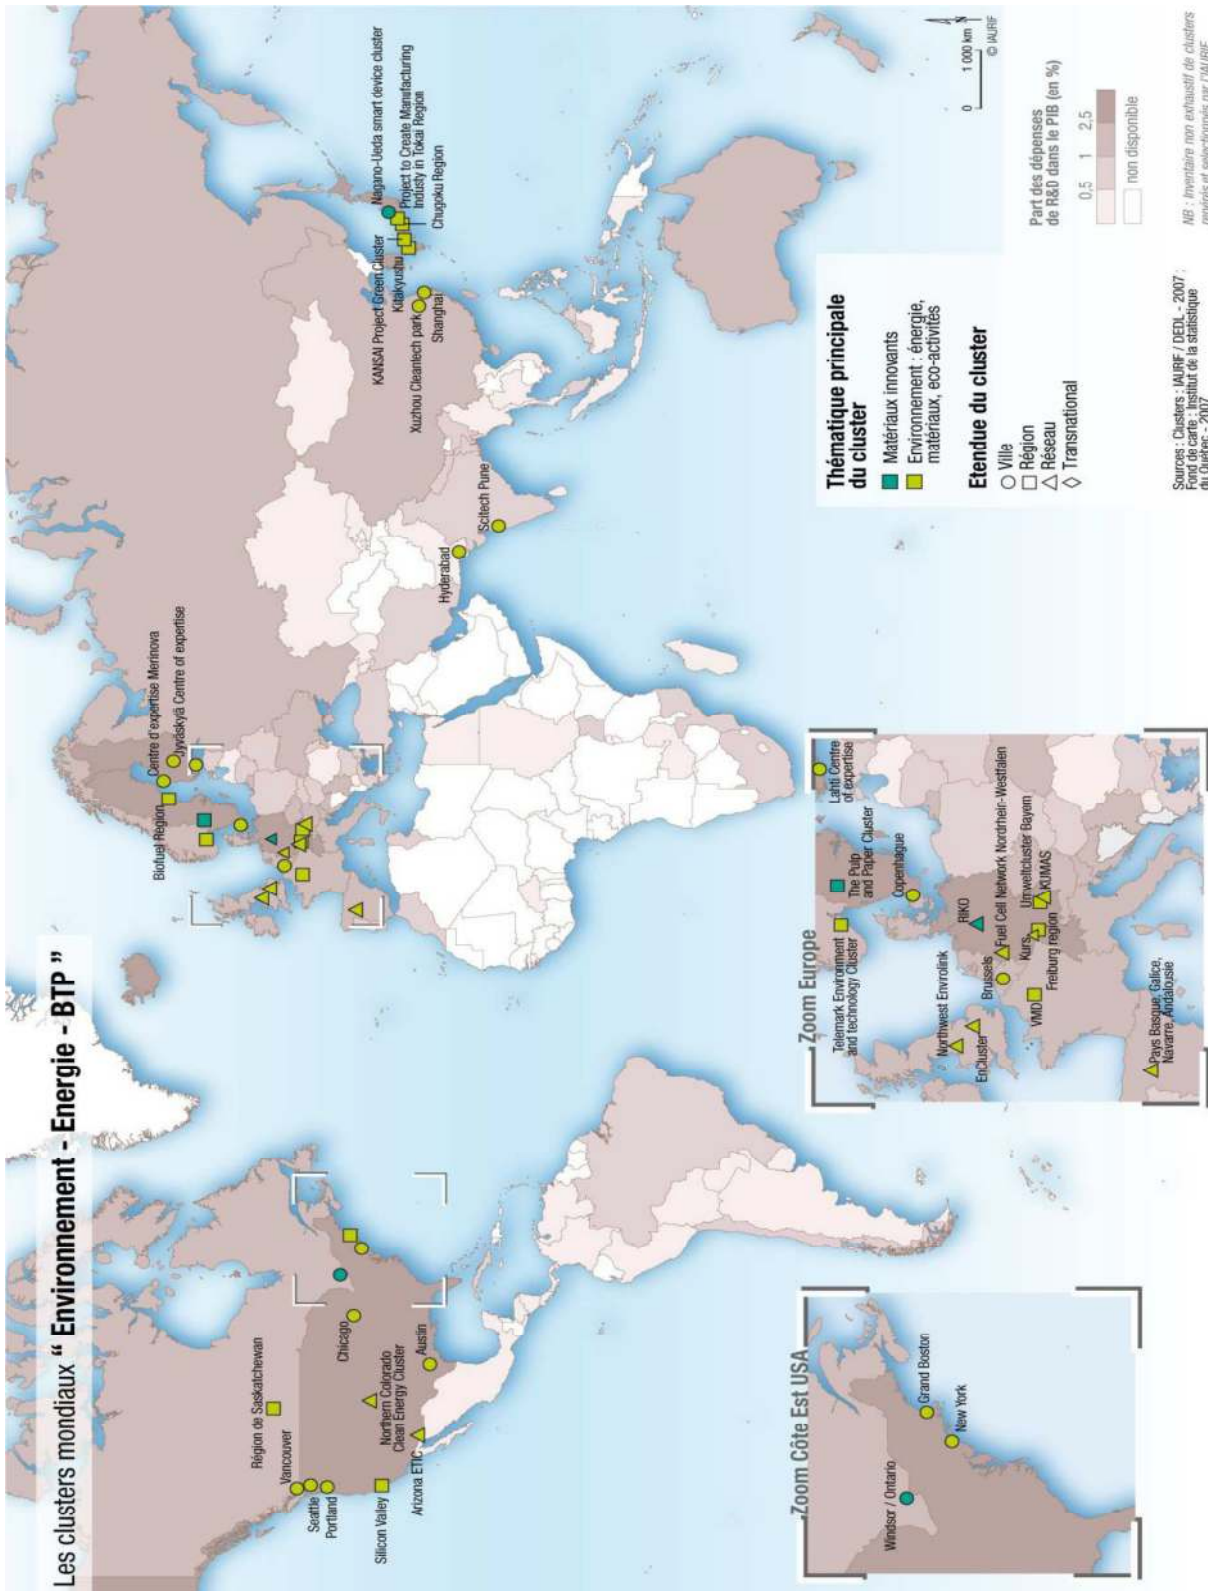 Les clusters mondiaux “ Environnement - Energie - BTP ”
Région de Saskatchewan
Vancouver
Seattle
Portland
Silicon Valley
Arizona ETIC
Northern Colorado
Clean Energy Cluster
Austin
Chicago
Biofuel Region
Centre d'expertise Merinova
Jyväskyä Centre of expertise
Hyderabad
Scitech Pune
KANSAI Project Green Cluster
Kitakyushu
Xuzhou Cleantech park
Shanghai
Nagano-Ueda smart device cluster
Project to Create Manufacturing
Industy in Tokai Region
Chugoku Region
Zoom Côte Est USA
Windsor / Ontario
Grand Boston
New York
Zoom Europe
Telemark Environment
and technology Cluster
The Pulp
and Paper Cluster
Lahti Centre
of expertise
Copenhague
Northwest Envirolink
EnCluster
Brussels
RIKO
Fuel Cell Network Nordrhein-Westfalen
VMD
Kurs
Freiburg region
Umweltcluster Bayern
KUMAS
Pays Basque, Galice,
Navarre, Andalousie
Thématique principale
du cluster
Matériaux innovants
Environnement : énergie,
matériaux, eco-activités
Etendue du cluster
Ville
Région
Réseau
Transnational
0 1 000 km N
© IAURIF
Part des dépenses
de R&D dans le PIB (en %)
0,5 1 2,5
non disponible
Sources : Clusters : IAURIF / DEDL - 2007 ;
Fond de carte : Institut de la statistique
du Québec - 2007
NB : Inventaire non exhaustif de clusters
repérés et sélectionnés par l'IAURIF